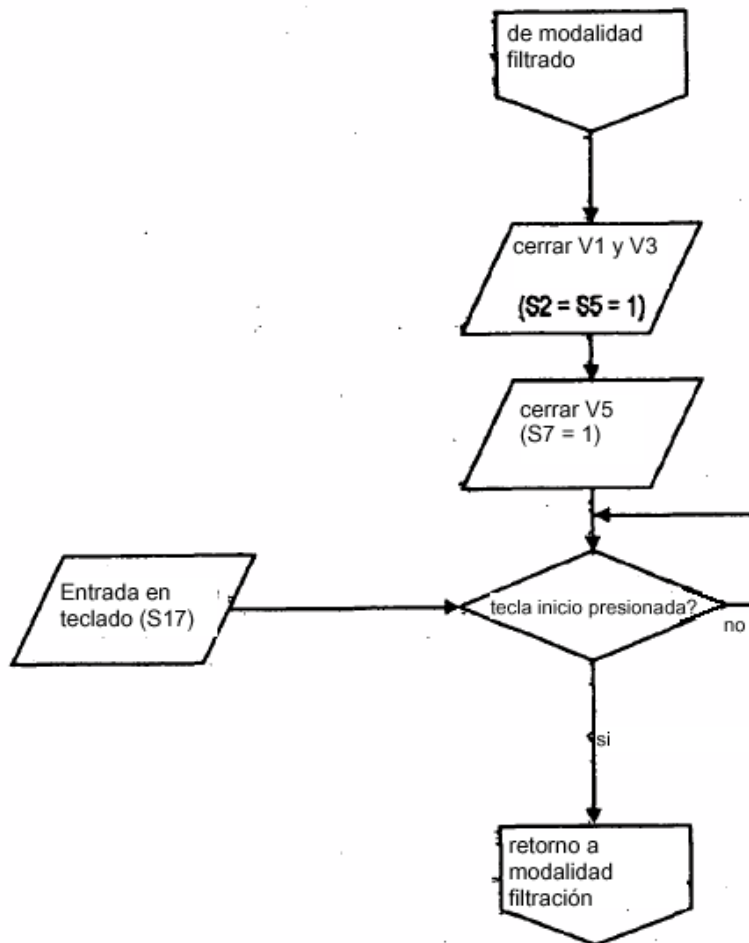 de modalidad
filtrado
cerrar V1 y V3
(S2 = S5 = 1)
cerrar V5
(S7 = 1)
Entrada en
teclado (S17)
tecla inicio presionada?
no
si
retorno a
modalidad
filtración